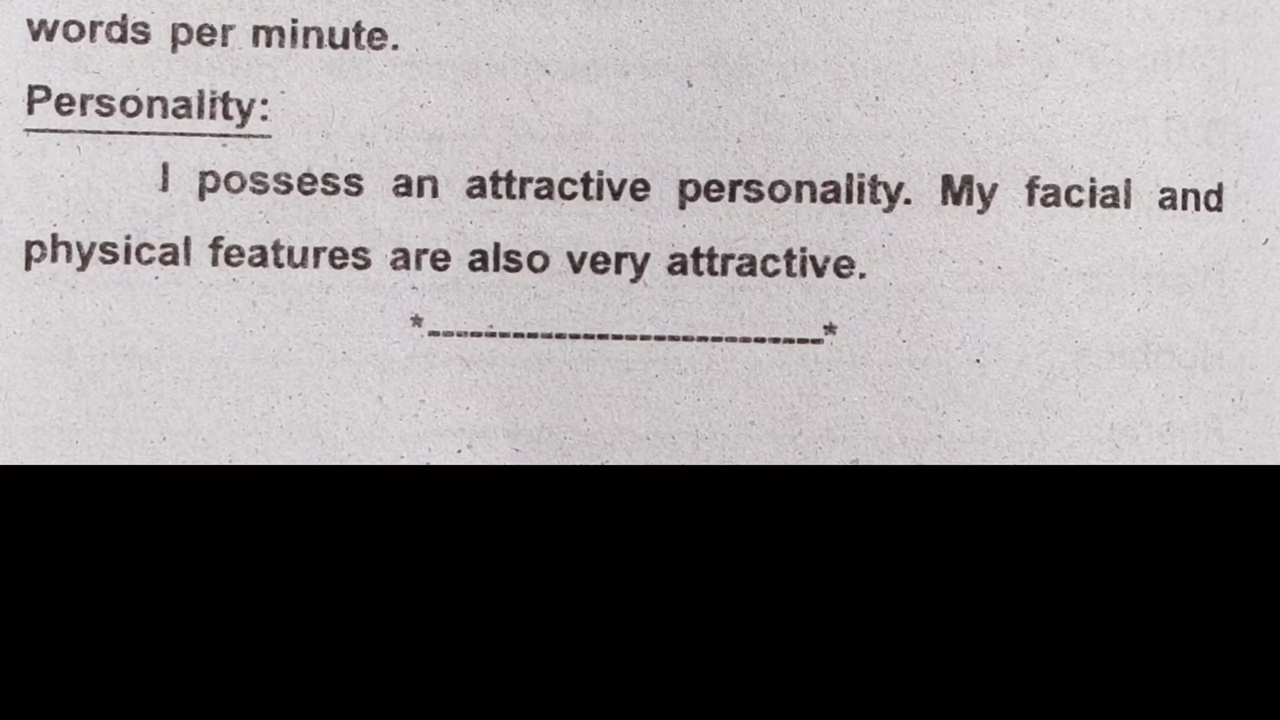 words per minute.
Personality:
I possess an attractive personality. My facial and
physical features are also very attractive.
*---------------------------*